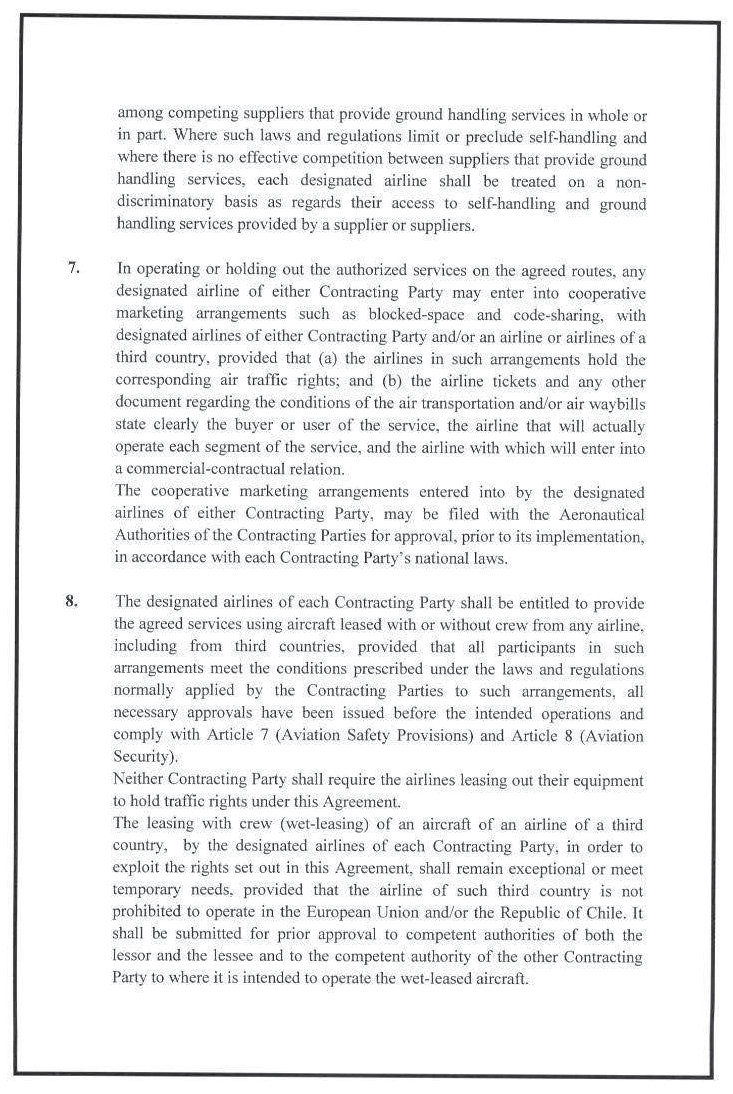 among competing suppliers that provide ground handling services in whole or
in part. Where such laws and regulations limit or preclude self-handling and
where there is no effective competition between suppliers that provide ground
handling services, each designated airline shall be treated on a non-
discriminatory basis as regards their access to self-handling and ground
handling services provided by a supplier or suppliers.
7. In operating or holding out the authorized services on the agreed routes, any
designated airline of either Contracting Party may enter into cooperative
marketing arrangements such as blocked-space and code-sharing, with
designated airlines of either Contracting Party and/or an airline or airlines of a
third country, provided that (a) the airlines in such arrangements hold the
corresponding air traffic rights; and (b) the airline tickets and any other
document regarding the conditions of the air transportation and/or air waybills
state clearly the buyer or user of the service, the airline that will actually
operate each segment of the service, and the airline with which will enter into
a commercial-contractual relation.
The cooperative marketing arrangements entered into by the designated
airlines of either Contracting Party, may be filed with the Aeronautical
Authorities of the Contracting Parties for approval, prior to its implementation,
in accordance with each Contracting Party's national laws.
8. The designated airlines of each Contracting Party shall be entitled to provide
the agreed services using aircraft leased with or without crew from any airline,
including from third countries, provided that all participants in such
arrangements meet the conditions prescribed under the laws and regulations
normally applied by the Contracting Parties to such arrangements, all
necessary approvals have been issued before the intended operations and
comply with Article 7 (Aviation Safety Provisions) and Article 8 (Aviation
Security).
Neither Contracting Party shall require the airlines leasing out their equipment
to hold traffic rights under this Agreement.
The leasing with crew (wet-leasing) of an aircraft of an airline of a third
country, by the designated airlines of each Contracting Party, in order to
exploit the rights set out in this Agreement, shall remain exceptional or meet
temporary needs, provided that the airline of such third country is not
prohibited to operate in the European Union and/or the Republic of Chile. It
shall be submitted for prior approval to competent authorities of both the
lessor and the lessee and to the competent authority of the other Contracting
Party to where it is intended to operate the wet-leased aircraft.